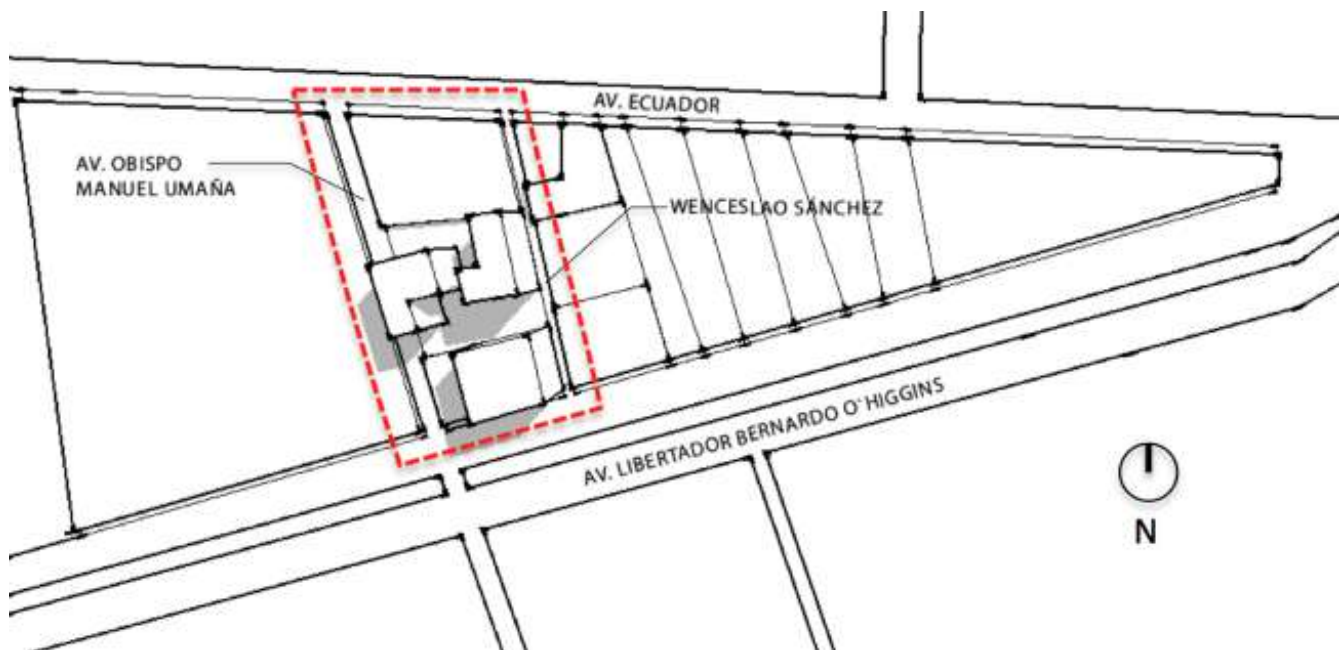 AV. ECUADOR
AV. OBISPO
MANUEL UMAÑA
WENCESLAO SÁNCHEZ
AV. LIBERTADOR BERNARDO O'HIGGINS
N